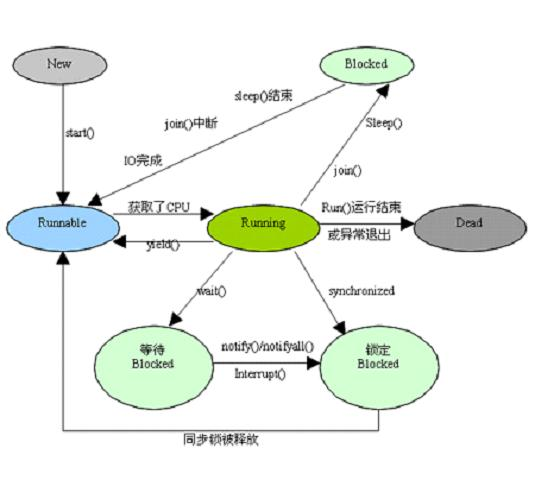 New
Blocked
sleep()结束
start()
join()中断
Sleep()
IO完成
join()
获取了CPU
Run()运行结束
Runnable
Running
Dead
yield()
或异常退出
wait()
synchronized
等待
Blocked
notify()/notifyall()
Interrupt()
锁定
Blocked
同步锁被释放